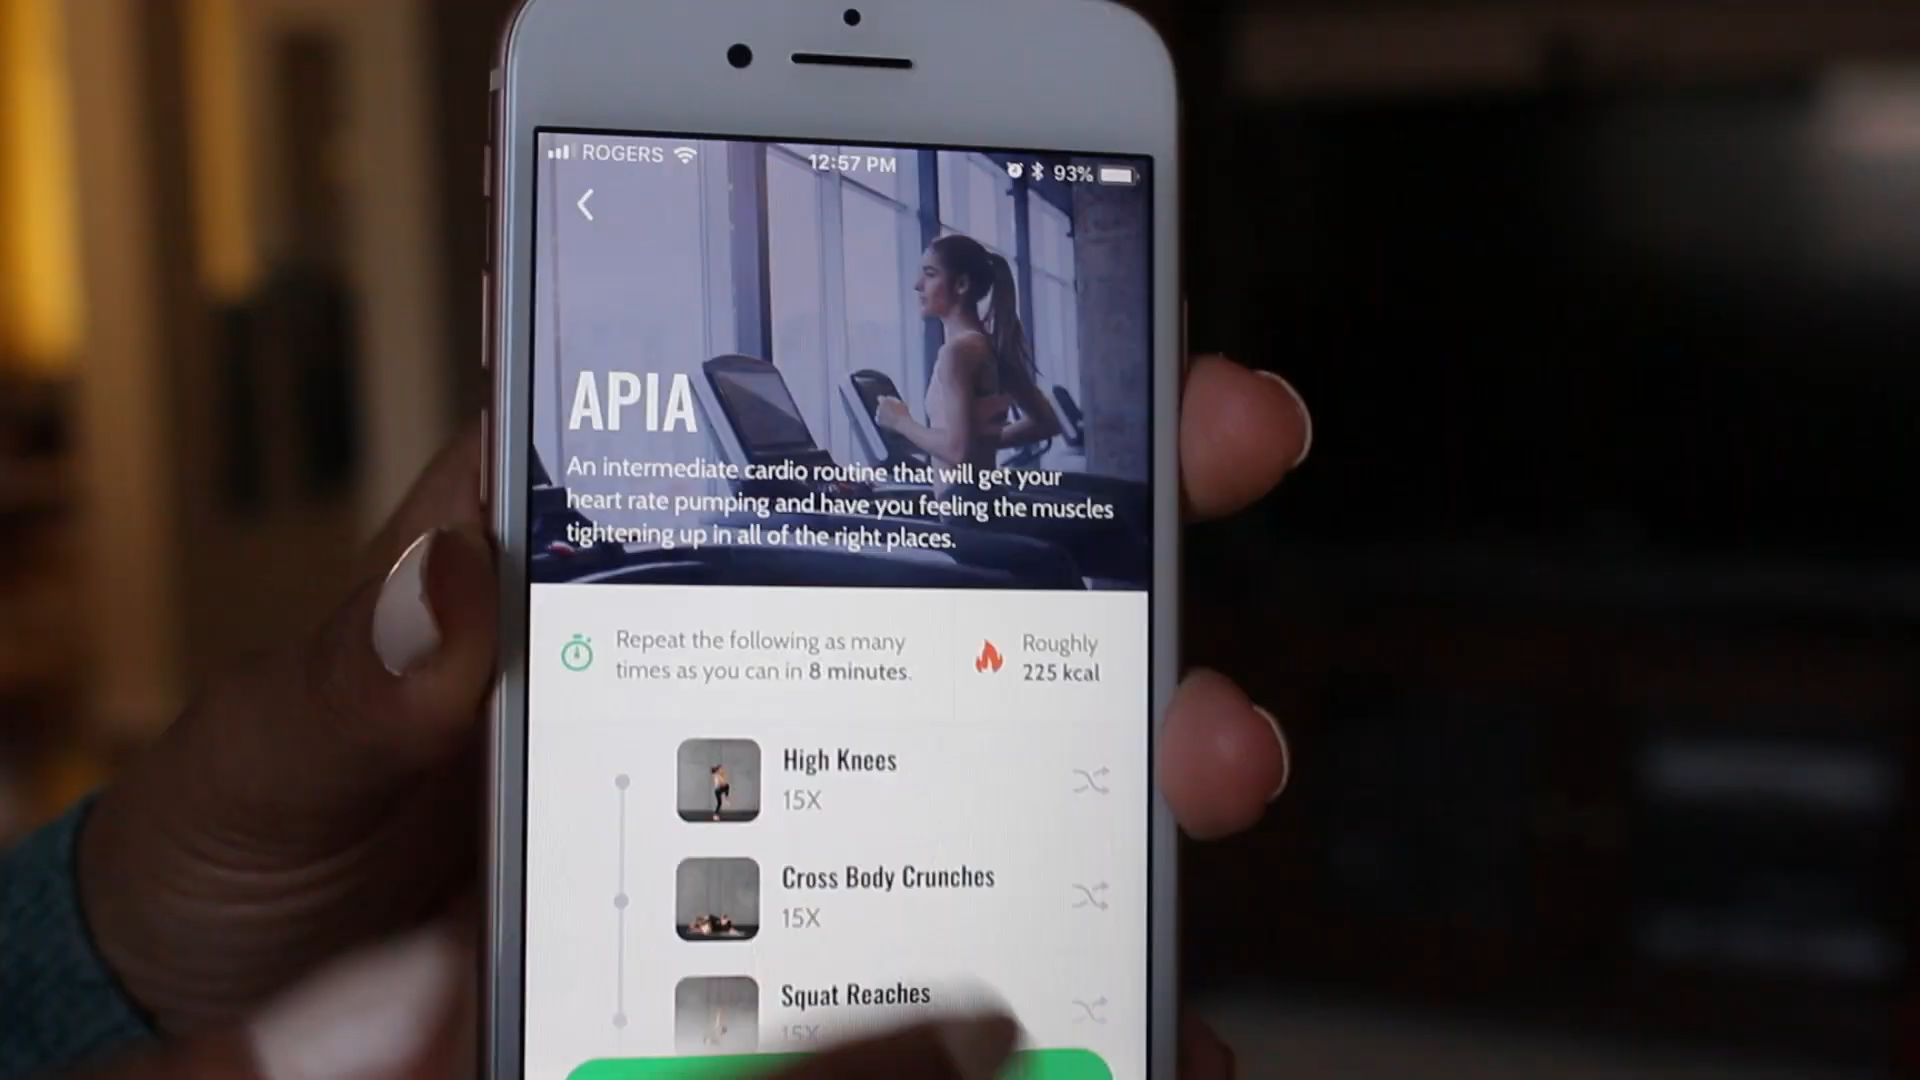 ROGERS
12:57 PM
93%
APIA
An intermediate cardio routine that will get your
heart rate pumping and have you feeling the muscles
tightening up in all of the right places.
Repeat the following as many
times as you can in 8 minutes.
Roughly
225 kcal
High Knees
15X
Cross Body Crunches
15X
Squat Reaches
15X